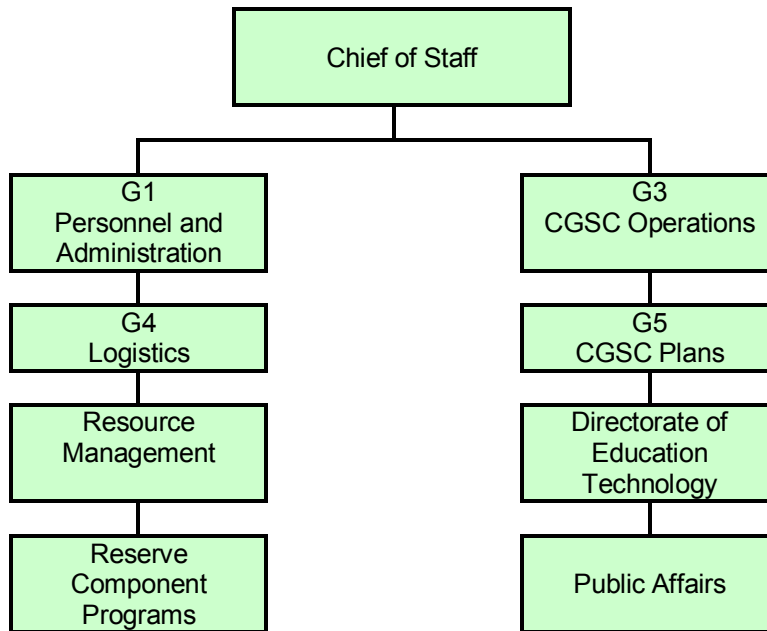 Chief of Staff
G1
Personnel and
Administration
G3
CGSC Operations
G4
Logistics
G5
CGSC Plans
Resource
Management
Directorate of
Education
Technology
Reserve
Component
Programs
Public Affairs